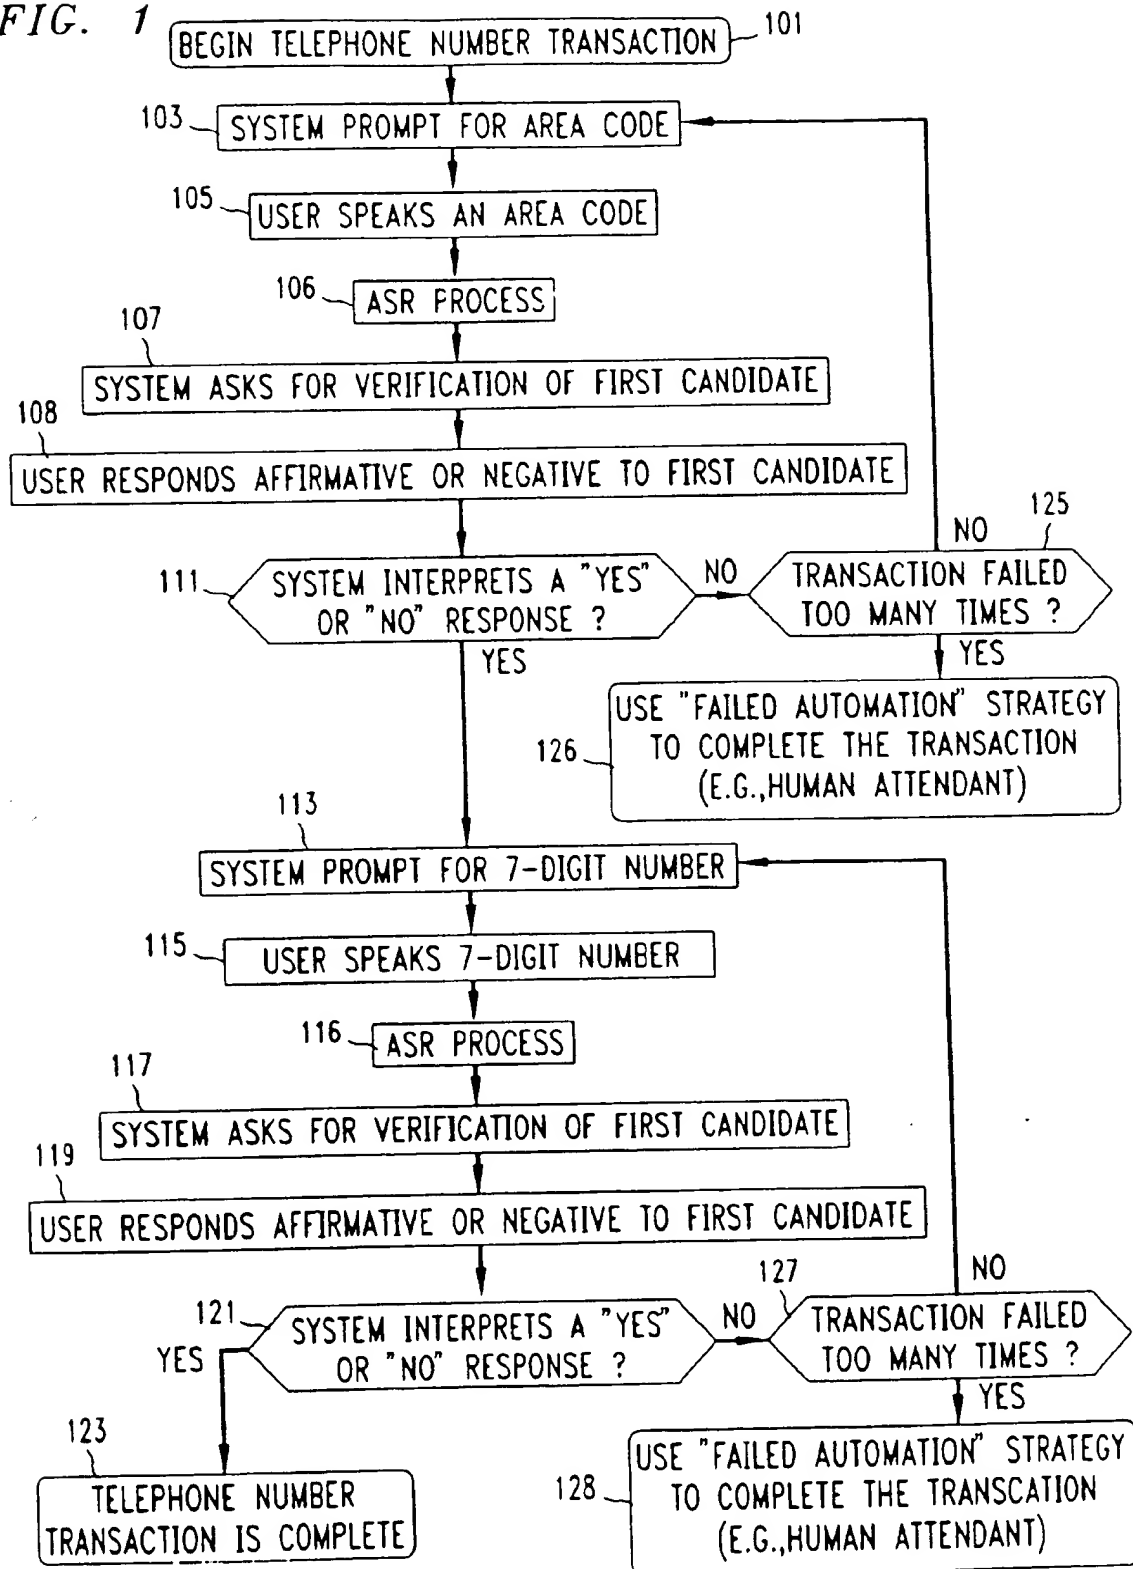 FIG. 1
BEGIN TELEPHONE NUMBER TRANSACTION
101
103
SYSTEM PROMPT FOR AREA CODE
105
USER SPEAKS AN AREA CODE
106
ASR PROCESS
107
SYSTEM ASKS FOR VERIFICATION OF FIRST CANDIDATE
108
USER RESPONDS AFFIRMATIVE OR NEGATIVE TO FIRST CANDIDATE
111
SYSTEM INTERPRETS A "YES"
OR "NO" RESPONSE ?
NO
YES
125
NO
TRANSACTION FAILED
TOO MANY TIMES ?
YES
126
USE "FAILED AUTOMATION" STRATEGY
TO COMPLETE THE TRANSACTION
(E.G.,HUMAN ATTENDANT)
113
SYSTEM PROMPT FOR 7-DIGIT NUMBER
115
USER SPEAKS 7-DIGIT NUMBER
116
ASR PROCESS
117
SYSTEM ASKS FOR VERIFICATION OF FIRST CANDIDATE
119
USER RESPONDS AFFIRMATIVE OR NEGATIVE TO FIRST CANDIDATE
121
SYSTEM INTERPRETS A "YES"
OR "NO" RESPONSE ?
YES
NO
127
NO
TRANSACTION FAILED
TOO MANY TIMES ?
YES
123
TELEPHONE NUMBER
TRANSACTION IS COMPLETE
128
USE "FAILED AUTOMATION" STRATEGY
TO COMPLETE THE TRANSCATION
(E.G.,HUMAN ATTENDANT)